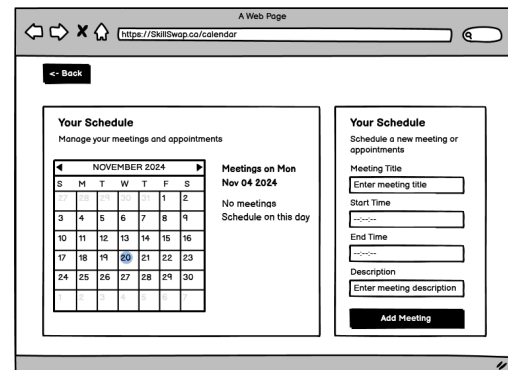 A Web Page
https://SkillSwap.ca/calendar
<- Back
Your Schedule
Manage your meetings and appointments
NOVEMBER 2024
S M T W T F S
27 28 29 30 31 1 2
3 4 5 6 7 8 9
10 11 12 13 14 15 16
17 18 19 20 21 22 23
24 25 26 27 28 29 30
1 2 3 4 5 6 7
Meetings on Mon
Nov 04 2024
No meetings
Schedule on this day
Your Schedule
Schedule a new meeting or
appointments
Meeting Title
Enter meeting title
Start Time
--:--:--
End Time
--:--:--
Description
Enter meeting description
Add Meeting